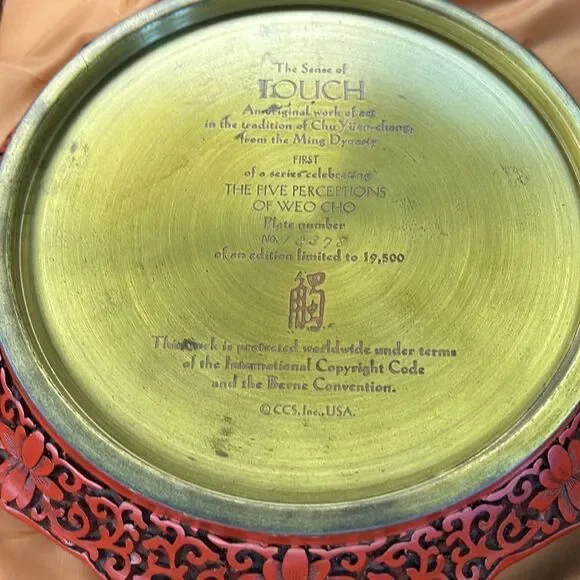 The Sense of
TOUCH
An original work of art
in the tradition of Chu Yüan-chang,
from the Ming Dynasty
FIRST
of a series celebrating
THE FIVE PERCEPTIONS
OF WEO CHO
Plate number
NO.
of an edition limited to 19,500
觸
This work is protected worldwide under terms
of the International Copyright Code
and the Berne Convention.
© CCS, Inc., USA.